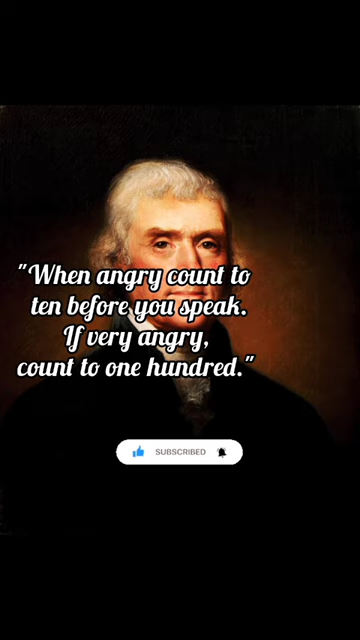 "When angry count to
ten before you speak.
If very angry,
count to one hundred."
SUBSCRIBED